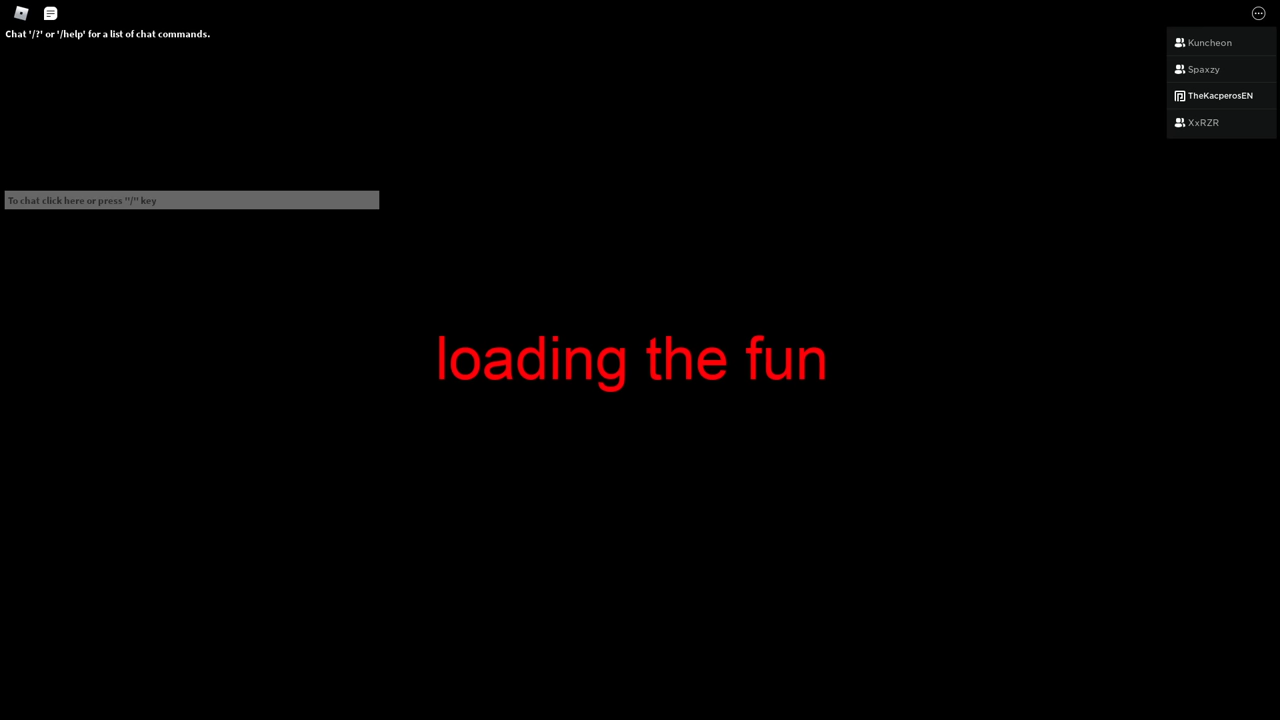 Chat '/?' or '/help' for a list of chat commands.
Kuncheon
Spaxzy
TheKacperosEN
XxRZR
To chat click here or press "/" key
loading the fun